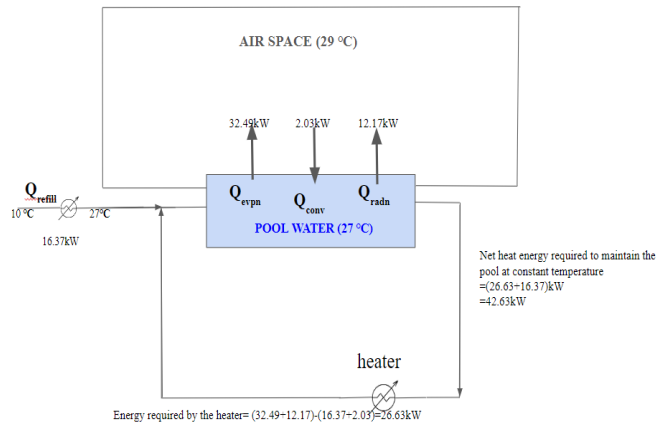 AIR SPACE (29 °C)
32.49kW 2.03kW 12.17kW
Qevpn Qconv Qradn
POOL WATER (27 °C)
Qrefill
10 °C 27°C
16.37kW
Net heat energy required to maintain the
pool at constant temperature
=(26.63+16.37)kW
=42.63kW
heater
Energy required by the heater= (32.49+12.17)-(16.37+2.03)=26.63kW